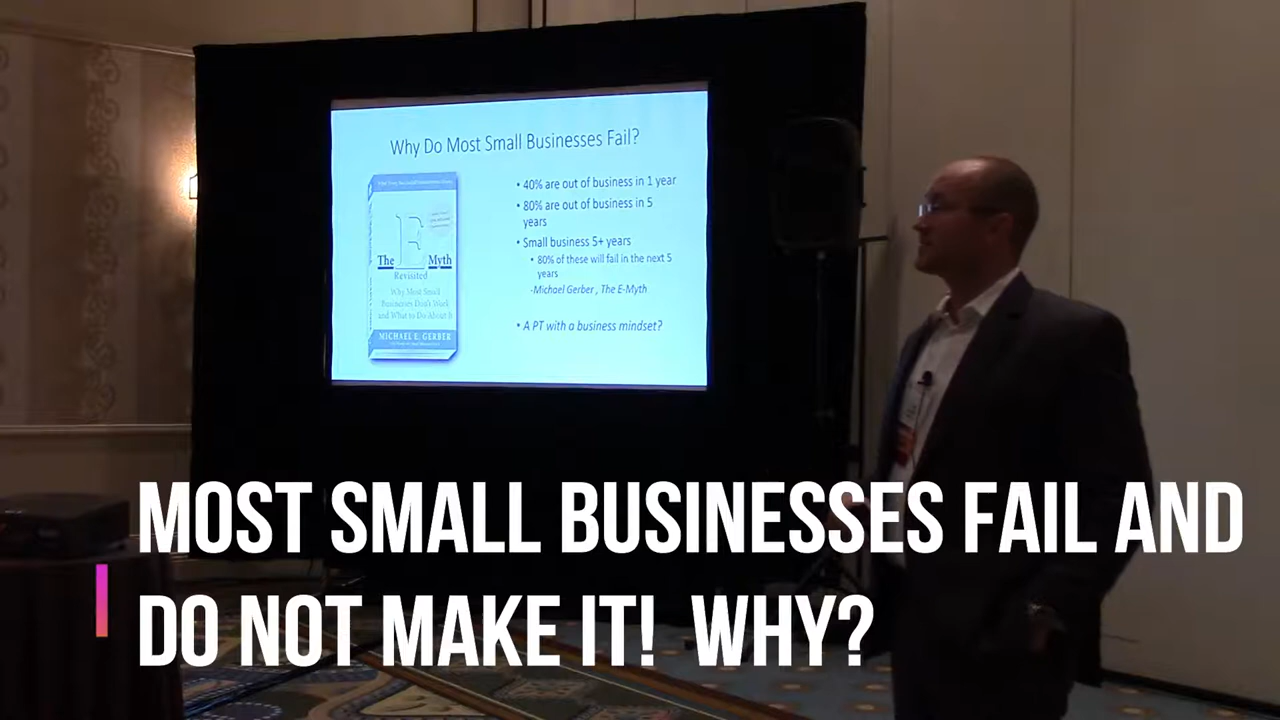 Why Do Most Small Businesses Fail?
• 40% are out of business in 1 year
• 80% are out of business in 5
years
• Small business 5+ years
• 80% of these will fail in the next 5
years
-Michael Gerber , The E-Myth
• A PT with a business mindset?
E
The Myth
Revisited
Why Most Small
Businesses Don't Work
and What to Do About It
MICHAEL E. GERBER
MOST SMALL BUSINESSES FAIL AND
DO NOT MAKE IT! WHY?